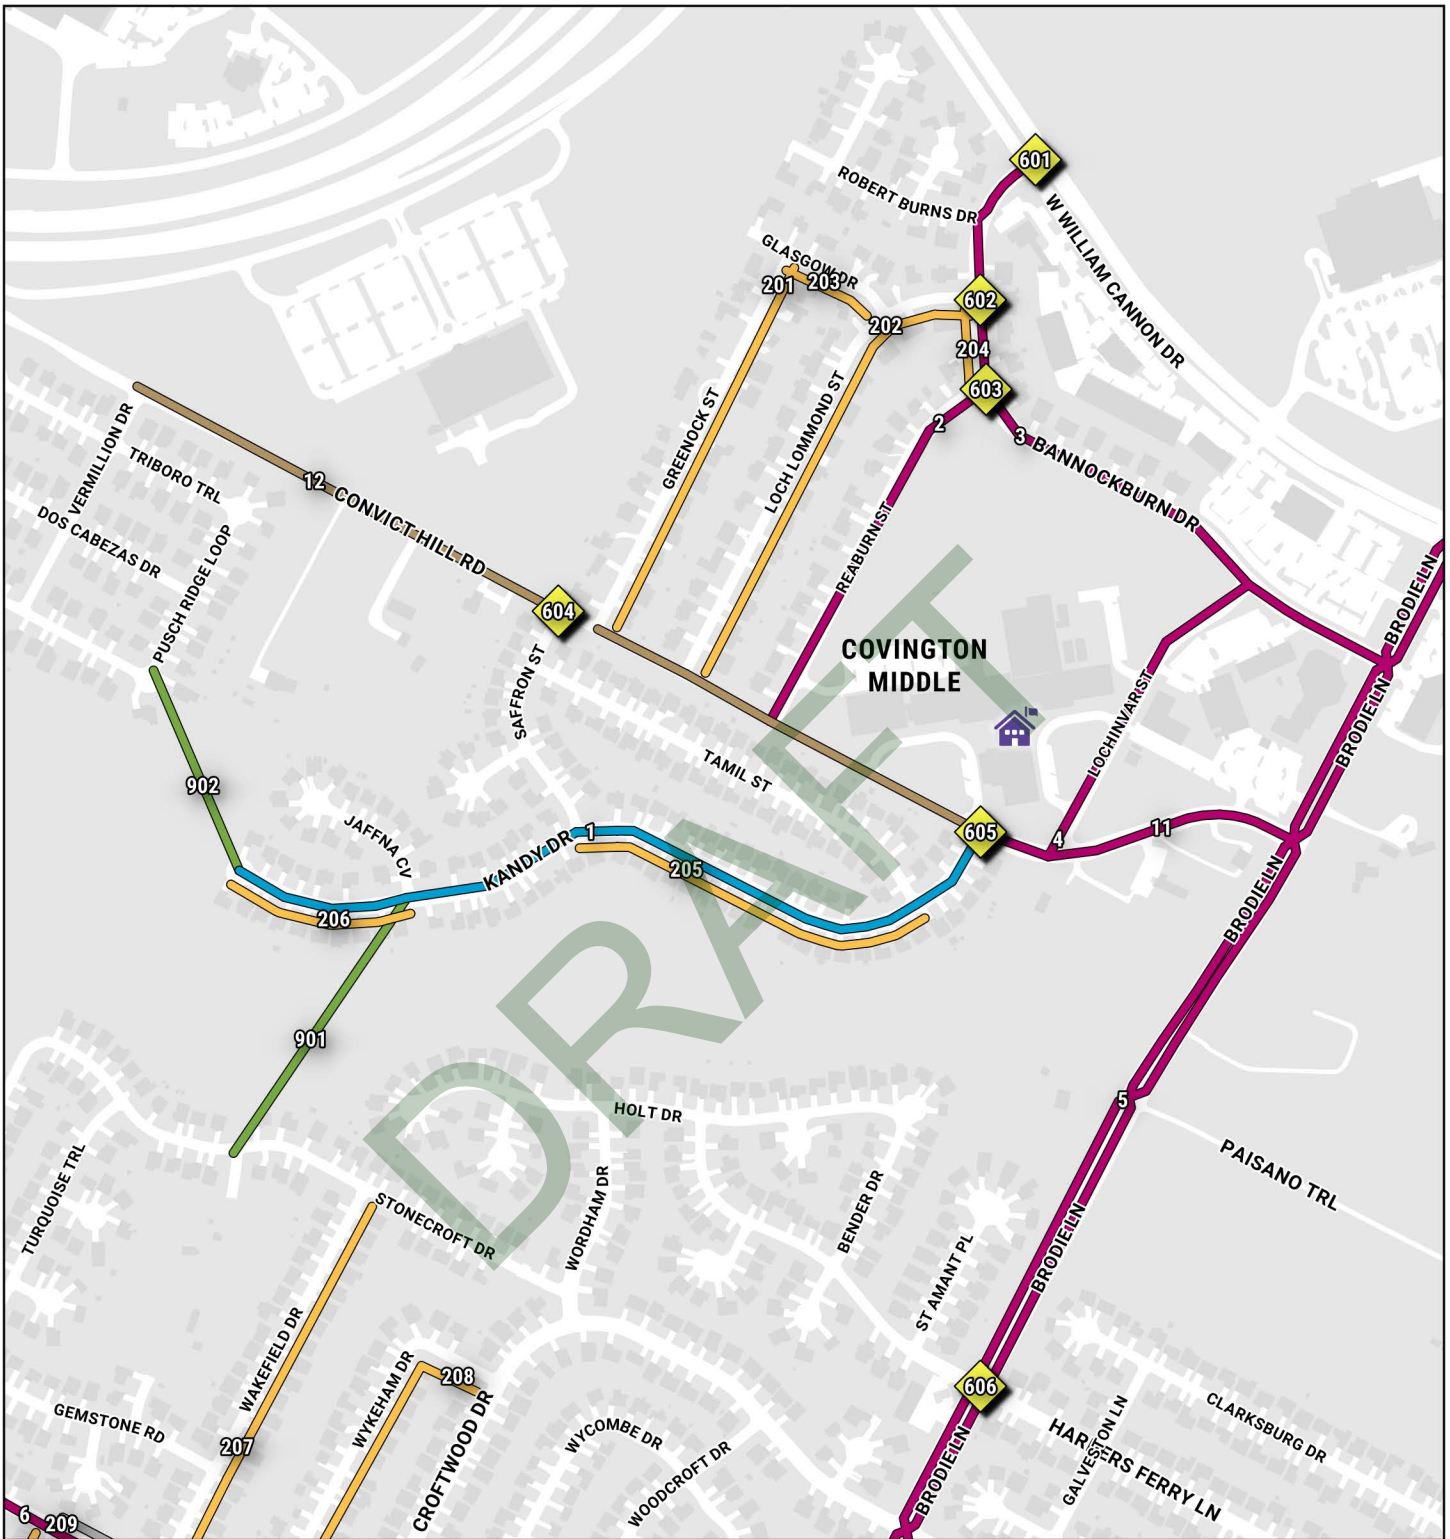 601
ROBERT BURNS DR
W WILLIAM CANNON DR
GLASGOW DR
201
203
602
202
204
603
2
3
BANNOCKBURN DR
GREENOCK ST
LOCH LOMMOND ST
REABURN ST
VERMILLION DR
TRIBORO TRL
DOS CABEZAS DR
PUSCH RIDGE LOOP
12
CONVICT HILL RD
604
SAFFRON ST
TAMIL ST
COVINGTON
MIDDLE
LOCHINVAR ST
BRODIE LN
BRODIE LN
902
JAFFNA CV
KANDY DR
1
205
206
605
4
11
BRODIE LN
901
DRAFT
HOLT DR
5
PAISANO TRL
TURQUOISE TRL
STONECROFT DR
WORDHAM DR
BENDER DR
ST AMANT PL
BRODIE LN
WAKEFIELD DR
WYKEHAM DR
208
CROFTWOOD DR
606
GEMSTONE RD
207
WYCOMBE DR
WOODCROFT DR
BRODIE LN
HARPERS FERRY LN
GALVESTON LN
CLARKSBURG DR
6
209